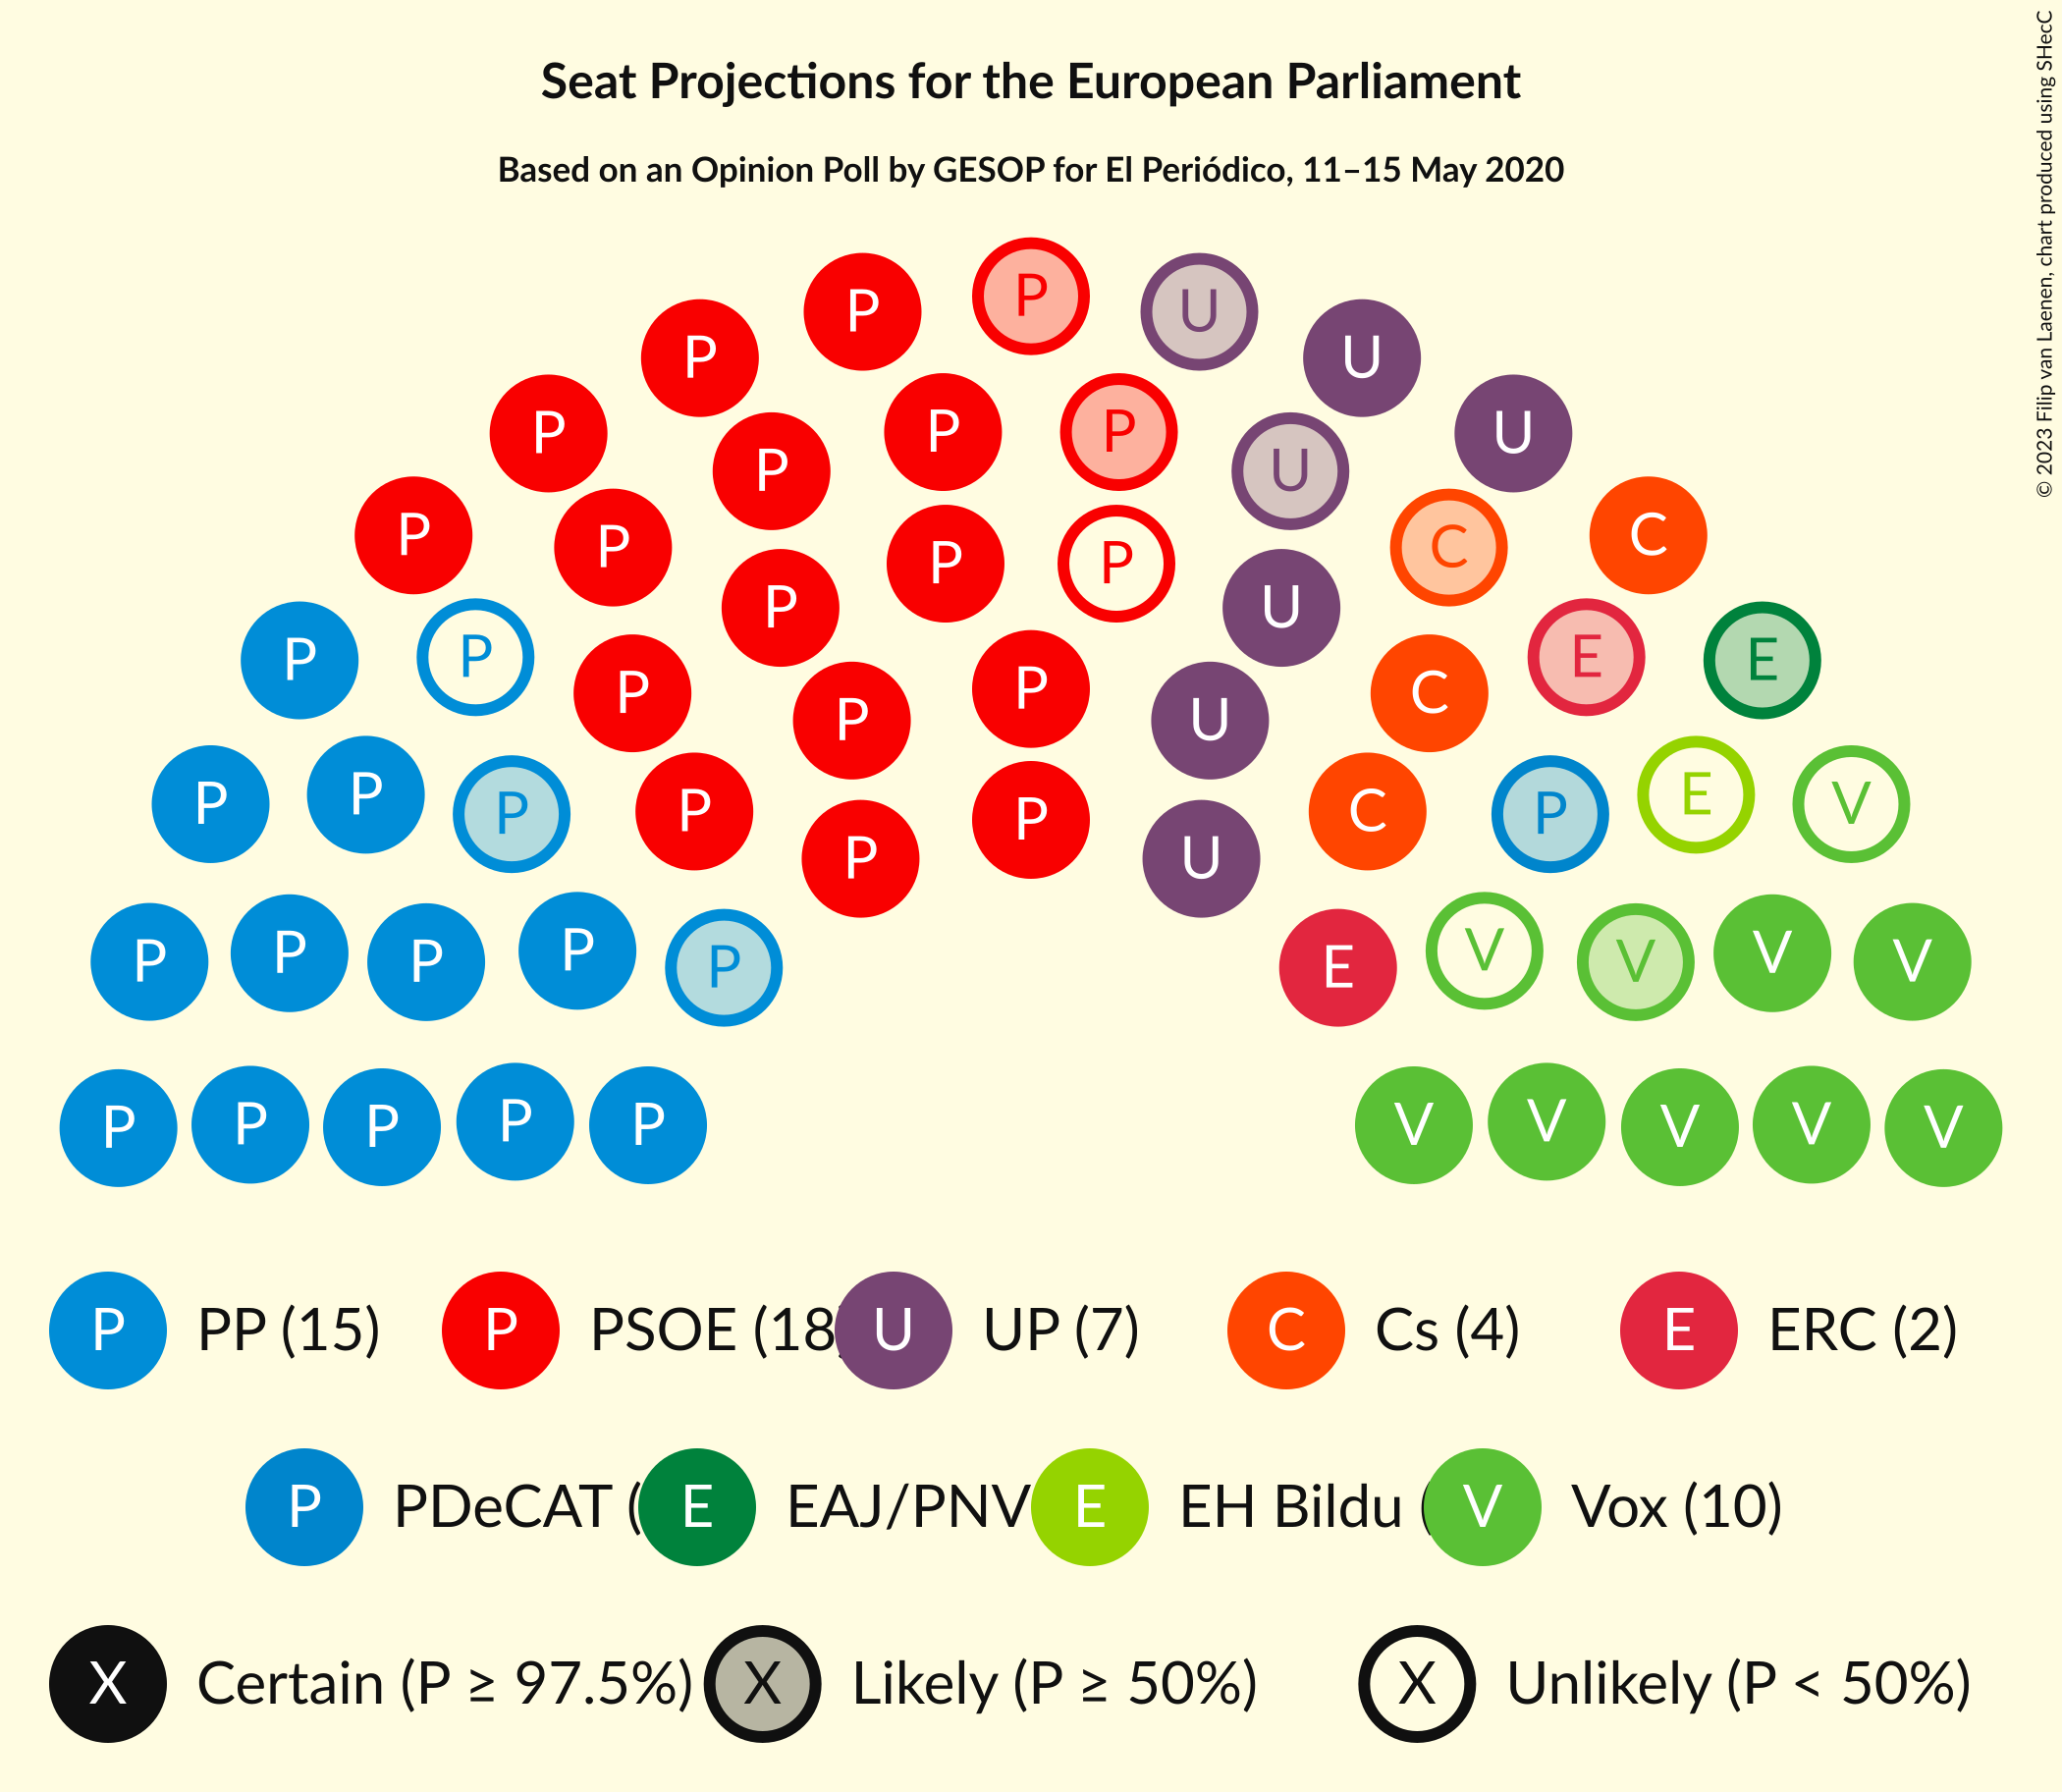 Seat Projections for the European Parliament
Based on an Opinion Poll by GESOP for El Periódico, 11–15 May 2020
© 2023 Filip van Laenen, chart produced using SHecC
P U
P U
P P U
P P U
P P U
P P C C
P P U
P P U
P P E E
P P C
P P U
P P E V
P P P C P
P P U
P P P P P E V V V V
P P P P P V V V V V
P PP (15) P PSOE (18 U UP (7) C Cs (4) E ERC (2)
P PDeCAT ( E EAJ/PNV E EH Bildu ( V Vox (10)
X Certain (P ≥ 97.5%) X Likely (P ≥ 50%) X Unlikely (P < 50%)